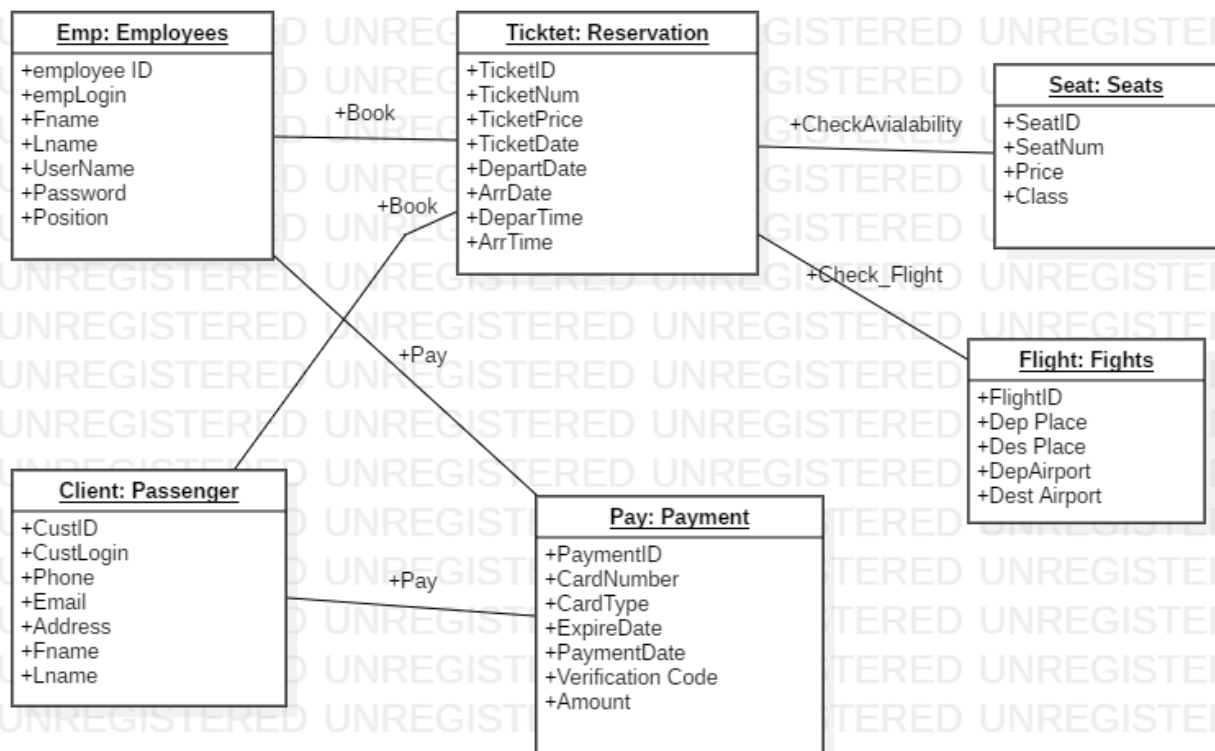 Emp: Employees
+employee ID
+empLogin
+Fname
+Lname
+UserName
+Password
+Position
+Book
Ticktet: Reservation
+TicketID
+TicketNum
+TicketPrice
+TicketDate
+DepartDate
+ArrDate
+DeparTime
+ArrTime
+CheckAvialability
Seat: Seats
+SeatID
+SeatNum
+Price
+Class
+Book
+Check_Flight
Flight: Fights
+FlightID
+Dep Place
+Des Place
+DepAirport
+Dest Airport
+Pay
Client: Passenger
+CustID
+CustLogin
+Phone
+Email
+Address
+Fname
+Lname
+Pay
Pay: Payment
+PaymentID
+CardNumber
+CardType
+ExpireDate
+PaymentDate
+Verification Code
+Amount
UNREGISTERED